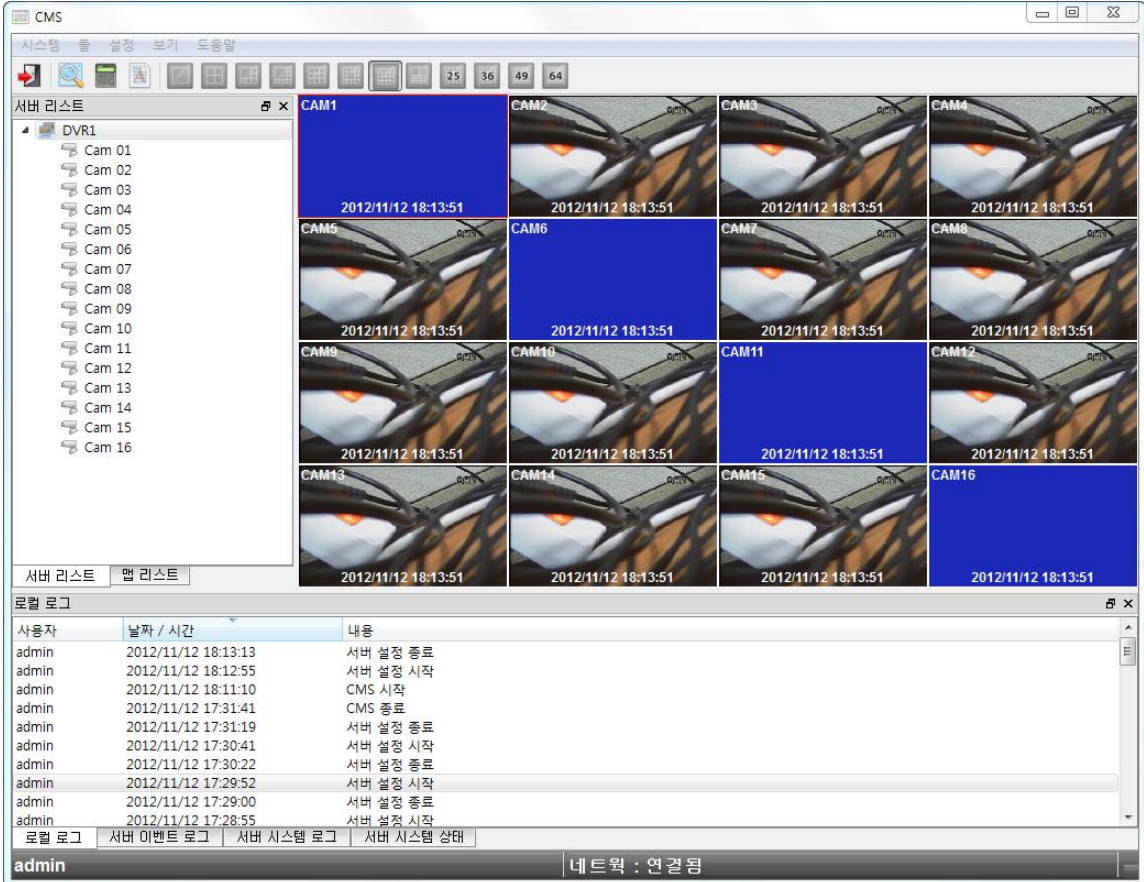 CMS
시스템 툴 설정 보기 도움말
25 36 49 64
서버 리스트
DVR1
Cam 01
Cam 02
Cam 03
Cam 04
Cam 05
Cam 06
Cam 07
Cam 08
Cam 09
Cam 10
Cam 11
Cam 12
Cam 13
Cam 14
Cam 15
Cam 16
서버 리스트 맵 리스트
CAM1 CAM2 CAM3 CAM4
2012/11/12 18:13:51 2012/11/12 18:13:51 2012/11/12 18:13:51 2012/11/12 18:13:51
CAM5 CAM6 CAM7 CAM8
2012/11/12 18:13:51 2012/11/12 18:13:51 2012/11/12 18:13:51 2012/11/12 18:13:51
CAM9 CAM10 CAM11 CAM12
2012/11/12 18:13:51 2012/11/12 18:13:51 2012/11/12 18:13:51 2012/11/12 18:13:51
CAM13 CAM14 CAM15 CAM16
2012/11/12 18:13:51 2012/11/12 18:13:51 2012/11/12 18:13:51 2012/11/12 18:13:51
로컬 로그
사용자 날짜 / 시간 내용
admin 2012/11/12 18:13:13 서버 설정 종료
admin 2012/11/12 18:12:55 서버 설정 시작
admin 2012/11/12 18:11:10 CMS 시작
admin 2012/11/12 17:31:41 CMS 종료
admin 2012/11/12 17:31:19 서버 설정 종료
admin 2012/11/12 17:30:41 서버 설정 시작
admin 2012/11/12 17:30:22 서버 설정 종료
admin 2012/11/12 17:29:52 서버 설정 시작
admin 2012/11/12 17:29:00 서버 설정 종료
admin 2012/11/12 17:28:55 서버 설정 시작
로컬 로그 서버 이벤트 로그 서버 시스템 로그 서버 시스템 상태
admin 네트웍 : 연결됨